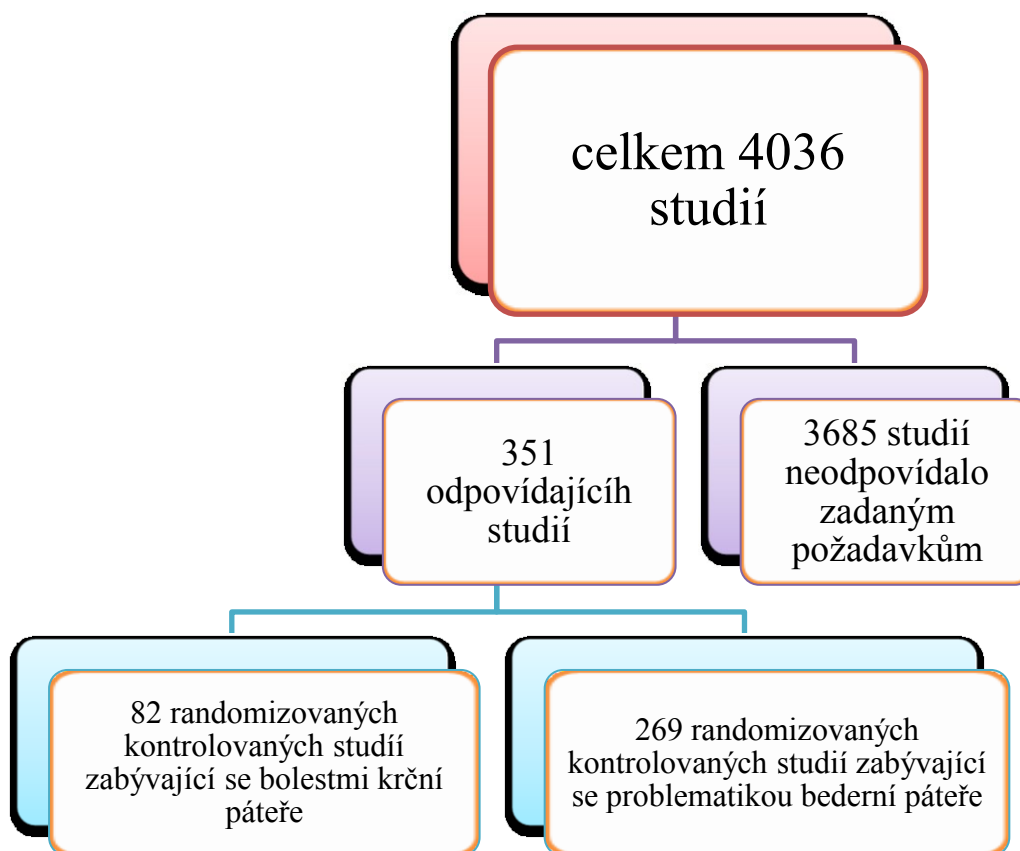 celkem 4036
studií
351
odpovídajícíh
studií
3685 studií
neodpovídalo
zadaným
požadavkům
82 randomizovaných
kontrolovaných studíí
zabývající se bolestmi krční
páteře
269 randomizovaných
kontrolovaných studií zabývající
se problematikou bederní páteře